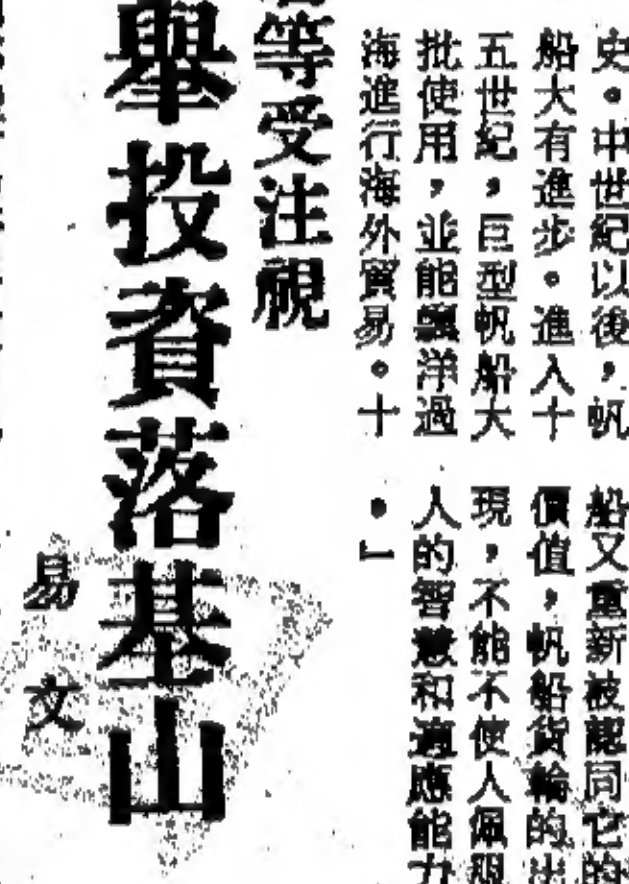 史。中世紀以後，帆
船大有進步。進入十
五世紀，巨型帆船大
批使用，並能飄洋過
海進行海外貿易。十
船又重新被認同它的
價值，帆船貨輪的出
現，不能不使人佩服
人的智慧和適應能力
。」
等受注視
舉投資落基山
易文